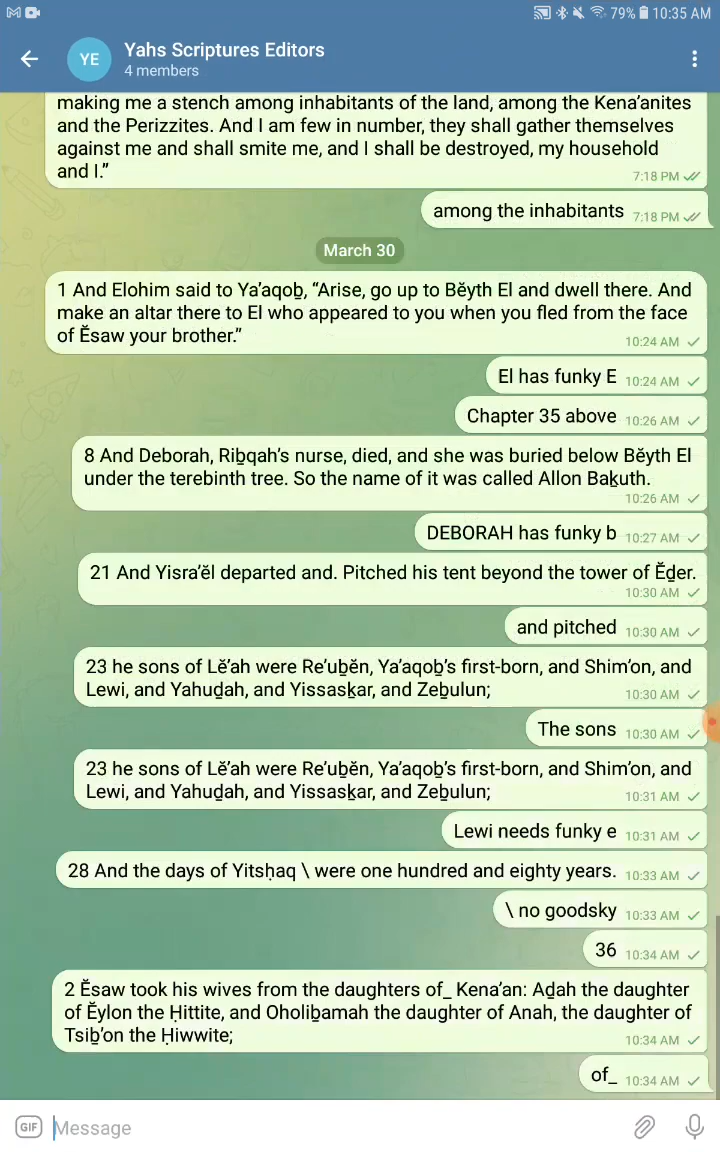 79% 10:35 AM
YE
Yahs Scriptures Editors
4 members
making me a stench among inhabitants of the land, among the Kena’anites
and the Perizzites. And I am few in number, they shall gather themselves
against me and shall smite me, and I shall be destroyed, my household
and I.”
7:18 PM
among the inhabitants 7:18 PM
March 30
1 And Elohim said to Ya’aqoḇ, “Arise, go up to Bĕyth El and dwell there. And
make an altar there to El who appeared to you when you fled from the face
of Ĕsaw your brother.”
10:24 AM
El has funky E 10:24 AM
Chapter 35 above 10:26 AM
8 And Deborah, Riḇqah’s nurse, died, and she was buried below Bĕyth El
under the terebinth tree. So the name of it was called Allon Baḵuth.
10:26 AM
DEBORAH has funky b 10:27 AM
21 And Yisra’ĕl departed and. Pitched his tent beyond the tower of Ĕḏer.
10:30 AM
and pitched 10:30 AM
23 he sons of Lĕ’ah were Re’uḇĕn, Ya’aqoḇ’s first-born, and Shim’on, and
Lewi, and Yahuḏah, and Yissasḵar, and Zeḇulun; 10:30 AM
The sons 10:30 AM
23 he sons of Lĕ’ah were Re’uḇĕn, Ya’aqoḇ’s first-born, and Shim’on, and
Lewi, and Yahuḏah, and Yissasḵar, and Zeḇulun; 10:31 AM
Lewi needs funky e 10:31 AM
28 And the days of Yitsḥaq \ were one hundred and eighty years. 10:33 AM
\ no goodsky 10:33 AM
36 10:34 AM
2 Ĕsaw took his wives from the daughters of_ Kena’an: Aḏah the daughter
of Ĕylon the Ḥittite, and Oholiḇamah the daughter of Anah, the daughter of
Tsiḇ’on the Ḥiwwite;
10:34 AM
of_ 10:34 AM
GIF Message